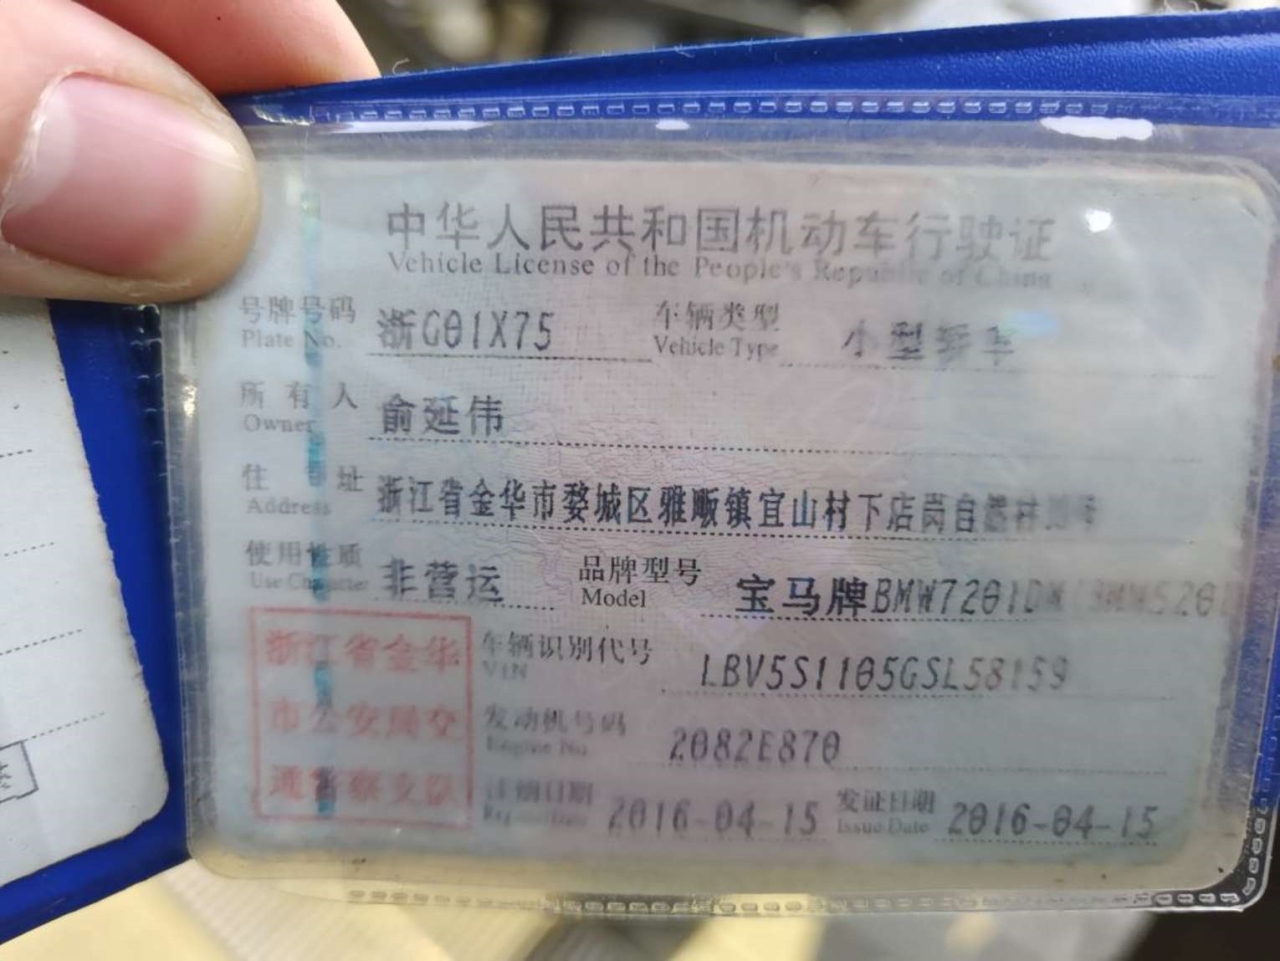 中华人民共和国机动车行驶证
Vehicle License of the People's Republic of China
号牌号码 浙G01X75 车辆类型 小型轿车
Plate No. Vehicle Type
所有人 俞延伟
Owner
住址 浙江省金华市婺城区雅畈镇宜山村下店岗自然村
Address
使用性质 非营运 品牌型号 宝马牌BMW7201DM(BMW520L
Use Character Model
浙江省金华
市公安局交
通警察支队
车辆识别代号 LBV5S1105GSL58159
VIN
发动机号码 2082E870
Engine No.
注册日期 2016-04-15 发证日期 2016-04-15
Register Date Issue Date